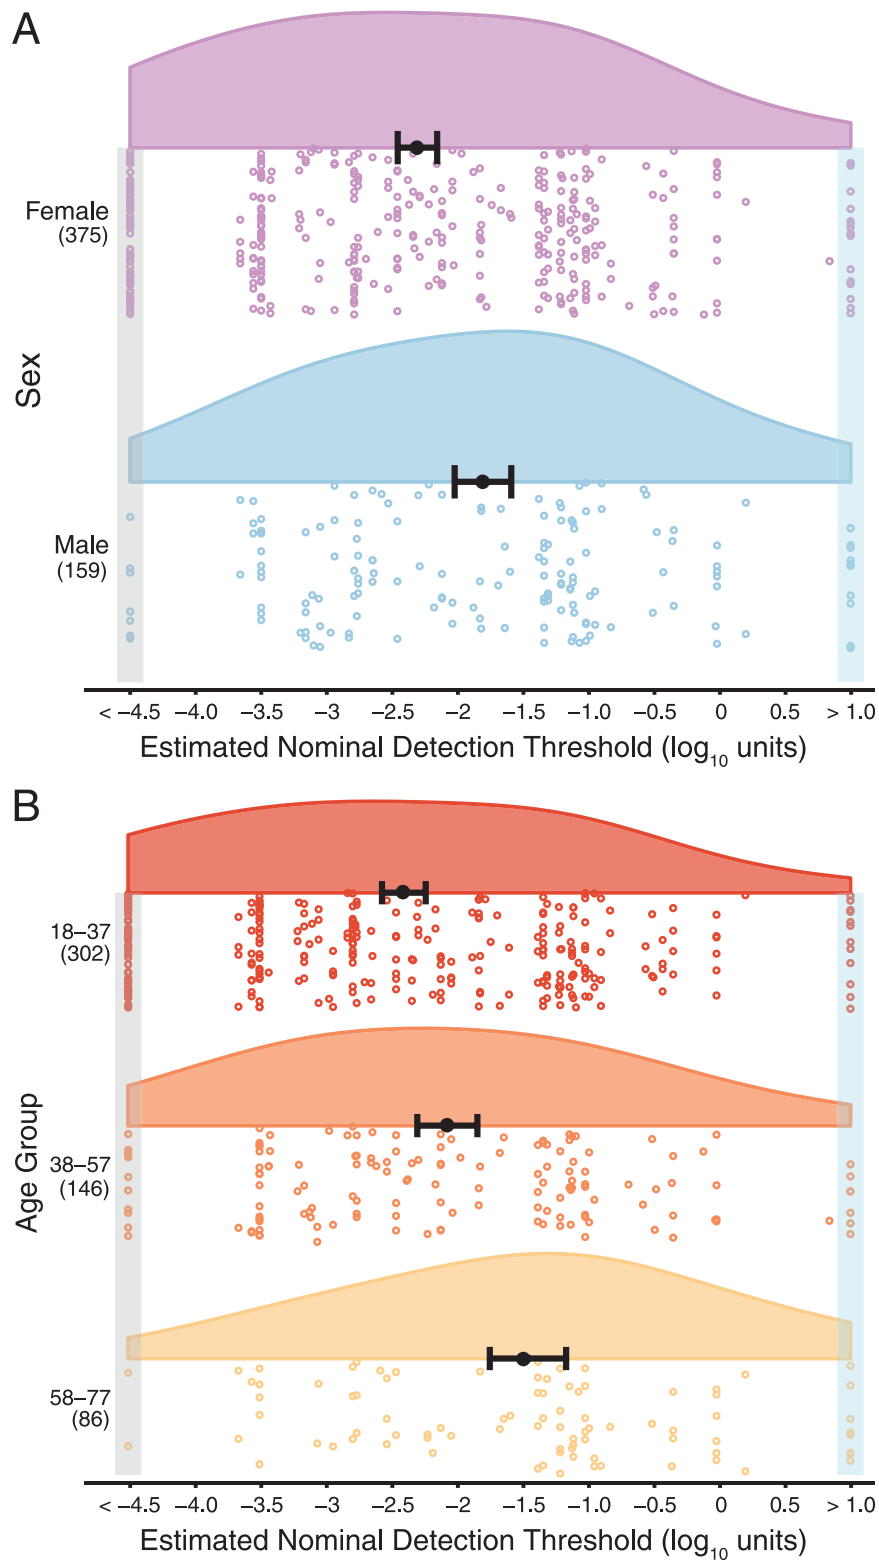 A
Female
(375)
Sex
Male
(159)
< −4.5 −4.0 −3.5 −3 −2.5 −2 −1.5 −1.0 −0.5 0 0.5 > 1.0
Estimated Nominal Detection Threshold (log₁₀ units)
B
18–37
(302)
Age Group
38–57
(146)
58–77
(86)
< −4.5 −4.0 −3.5 −3 −2.5 −2 −1.5 −1.0 −0.5 0 0.5 > 1.0
Estimated Nominal Detection Threshold (log₁₀ units)